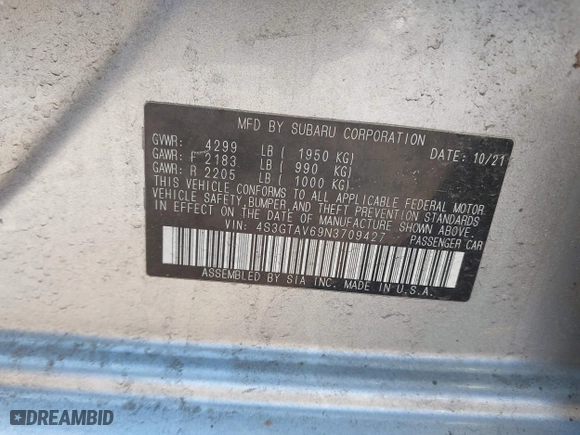 MFD BY SUBARU CORPORATION
GVWR: 4299 LB ( 1950 KG) DATE: 10/21
GAWR: F 2183 LB ( 990 KG)
GAWR: R 2205 LB ( 1000 KG)
THIS VEHICLE CONFORMS TO ALL APPLICABLE FEDERAL MOTOR
VEHICLE SAFETY, BUMPER, AND THEFT PREVENTION STANDARDS
IN EFFECT ON THE DATE OF MANUFACTURE SHOWN ABOVE.
VIN: 4S3GTAV69N3709427 PASSENGER CAR
ASSEMBLED BY SIA INC. MADE IN U.S.A.
DREAMBID